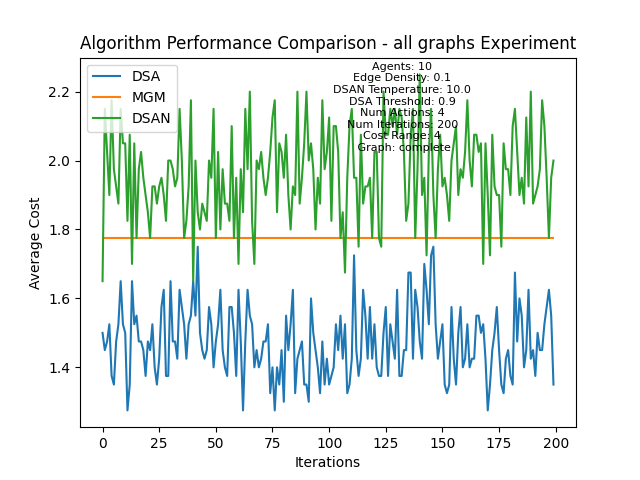 Algorithm Performance Comparison - all graphs Experiment
DSA
MGM
DSAN
Agents: 10
Edge Density: 0.1
DSAN Temperature: 10.0
DSA Threshold: 0.9
Num Actions: 4
Num Iterations: 200
Cost Range: 4
Graph: complete
Average Cost
2.2
2.0
1.8
1.6
1.4
0
25
50
75
100
125
150
175
200
Iterations